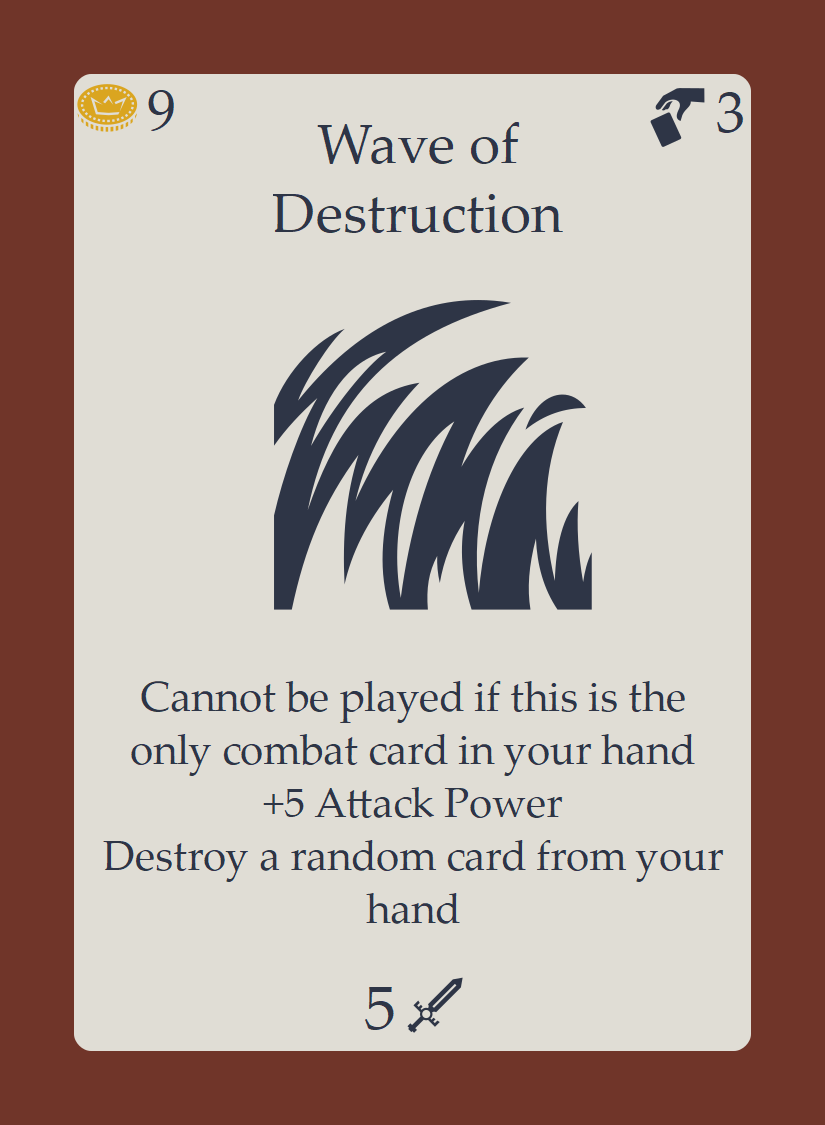 9
3
Wave of
Destruction
Cannot be played if this is the
only combat card in your hand
+5 Attack Power
Destroy a random card from your
hand
5